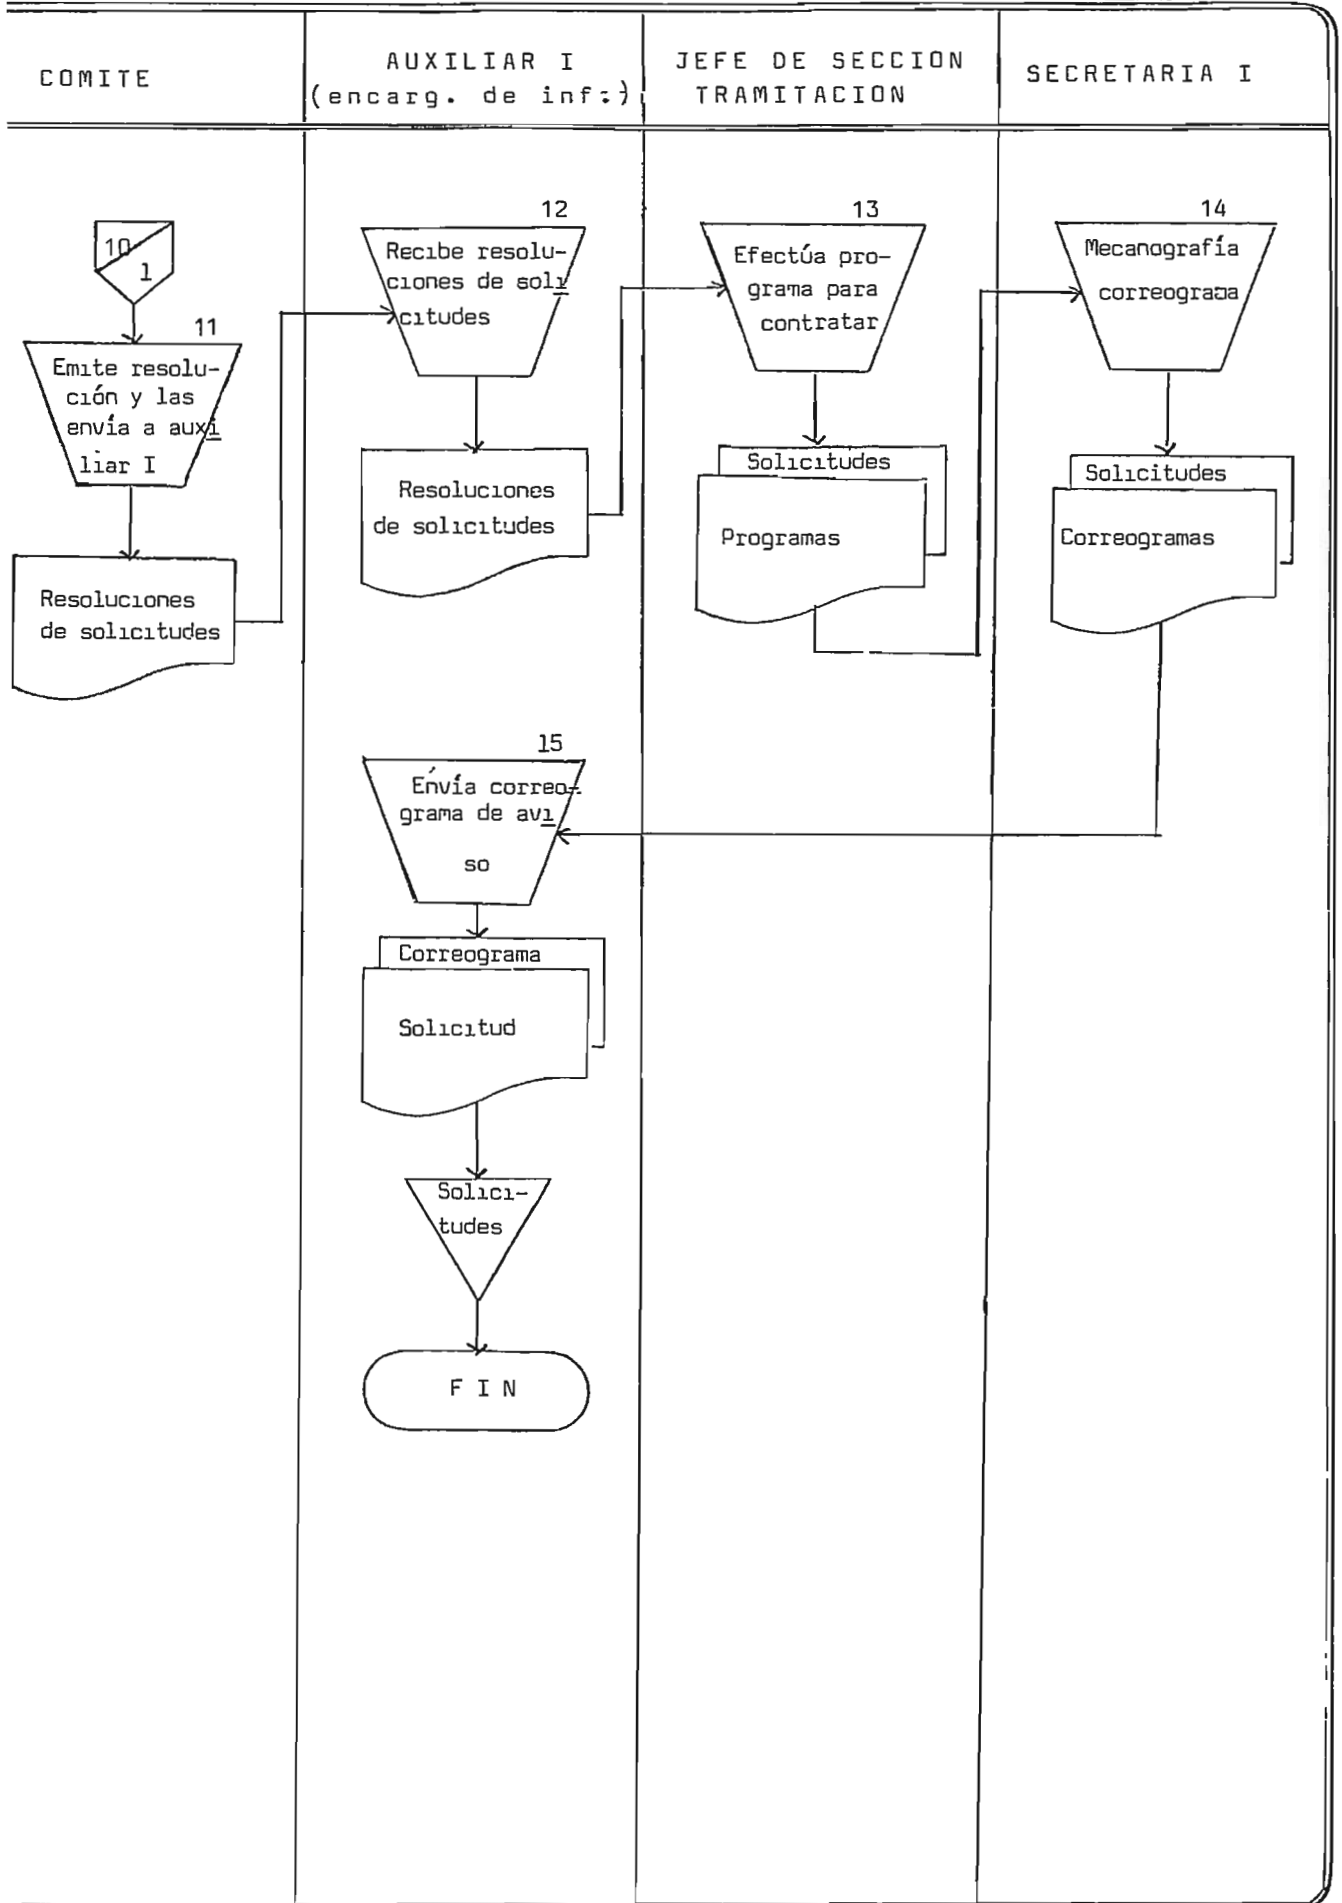 COMITE
AUXILIAR I
(encarg. de inf.)
JEFE DE SECCION
TRAMITACION
SECRETARIA I
10
1
11
Emite resolu-
ción y las
envía a auxi
liar I
Resoluciones
de solicitudes
12
Recibe resolu-
ciones de soli
citudes
Resoluciones
de solicitudes
13
Efectúa pro-
grama para
contratar
Solicitudes
Programas
14
Mecanografía
correograma
Solicitudes
Correogramas
15
Envía correo-
grama de avi
so
Correograma
Solicitud
Solici-
tudes
F I N